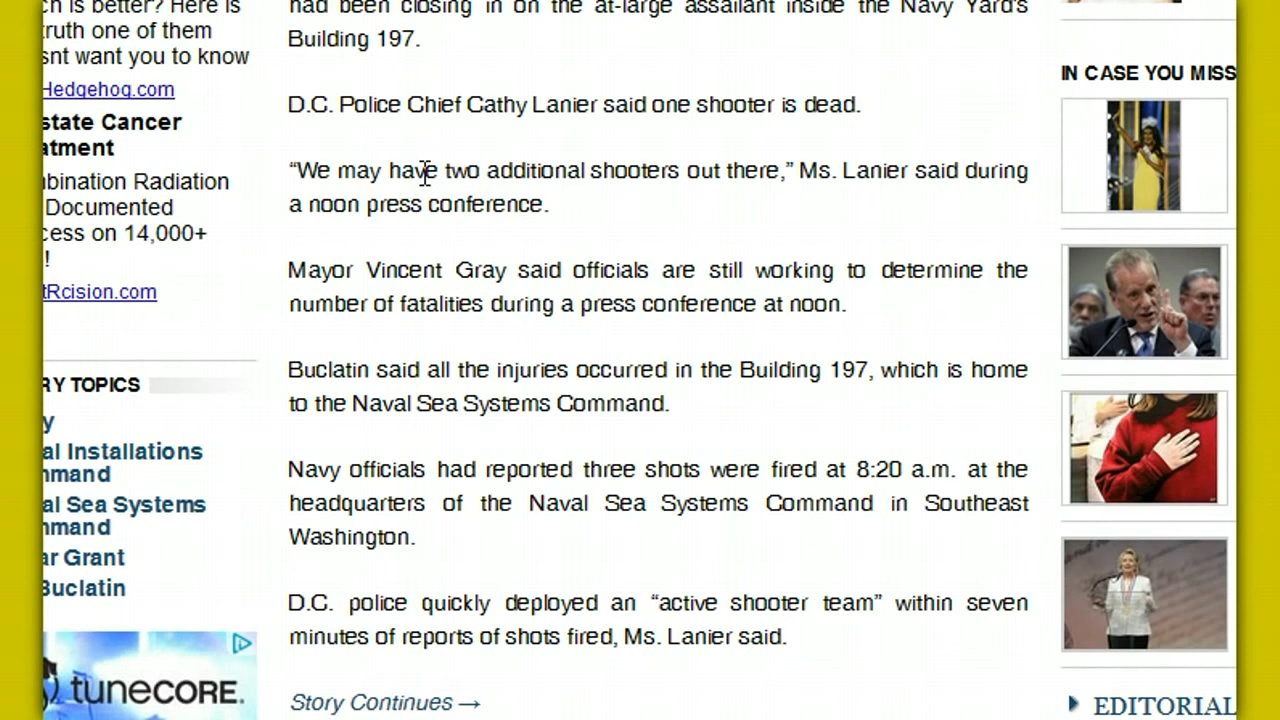 ch is better? Here is
truth one of them
snt want you to know
Hedgehog.com
state Cancer
atment
nbination Radiation
Documented
cess on 14,000+
!
tRcision.com
RY TOPICS
y
al Installations
mmand
al Sea Systems
mmand
ar Grant
Buclatin
tunecore.
had been closing in on the at-large assailant inside the Navy Yard's
Building 197.
D.C. Police Chief Cathy Lanier said one shooter is dead.
“We may have two additional shooters out there,” Ms. Lanier said during
a noon press conference.
Mayor Vincent Gray said officials are still working to determine the
number of fatalities during a press conference at noon.
Buclatin said all the injuries occurred in the Building 197, which is home
to the Naval Sea Systems Command.
Navy officials had reported three shots were fired at 8:20 a.m. at the
headquarters of the Naval Sea Systems Command in Southeast
Washington.
D.C. police quickly deployed an “active shooter team” within seven
minutes of reports of shots fired, Ms. Lanier said.
Story Continues →
IN CASE YOU MISS
EDITORIAL